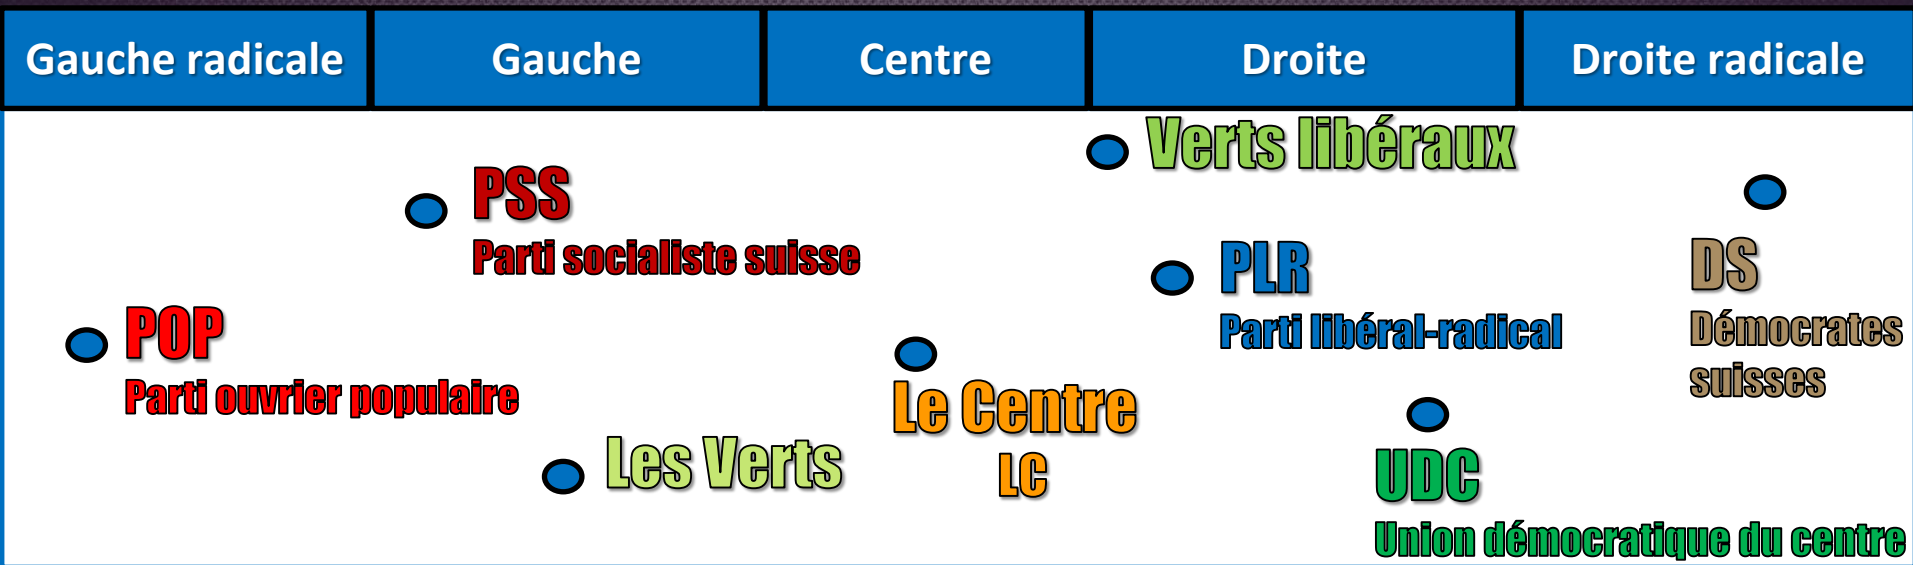 Gauche radicale
Gauche
Centre
Droite
Droite radicale
Verts libéraux
PSS
Parti socialiste suisse
PLR
Parti libéral-radical
DS
Démocrates
suisses
POP
Parti ouvrier populaire
Le Centre
LC
Les Verts
UDC
Union démocratique du centre